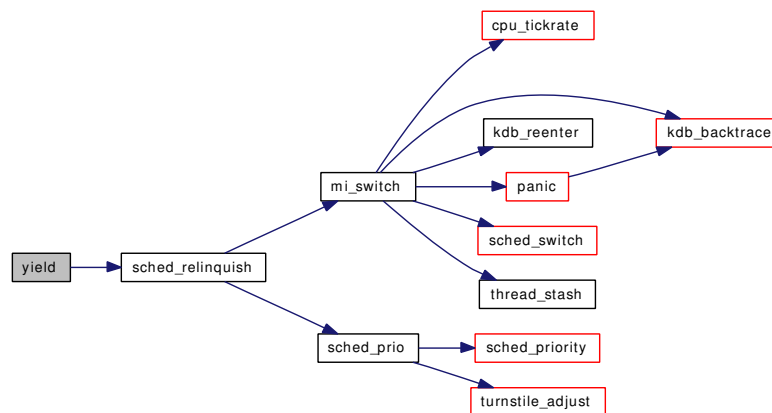 cpu_tickrate
kdb_reenter
kdb_backtrace
mi_switch
panic
sched_switch
yield
sched_relinquish
thread_stash
sched_prio
sched_priority
turnstile_adjust